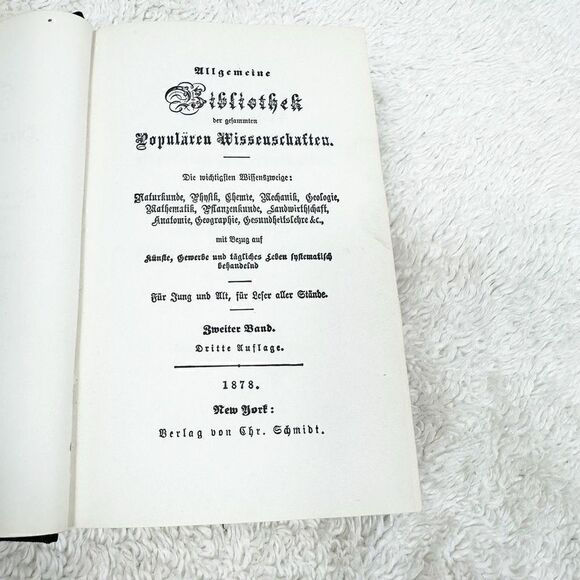 Allgemeine
Bibliothek
der gesammten
Populären Wissenschaften.
Die wichtigsten Wissenszweige:
Naturkunde, Physik, Chemie, Mechanik, Geologie,
Mathematik, Pflanzenkunde, Landwirthschaft,
Anatomie, Geographie, Gesundheitslehre &c.,
mit Bezug auf
Künste, Gewerbe und tägliches Leben systematisch
behandelnd
Für Jung und Alt, für Leser aller Stände.
Zweiter Band.
Dritte Auflage.
1878.
New York:
Verlag von Chr. Schmidt.